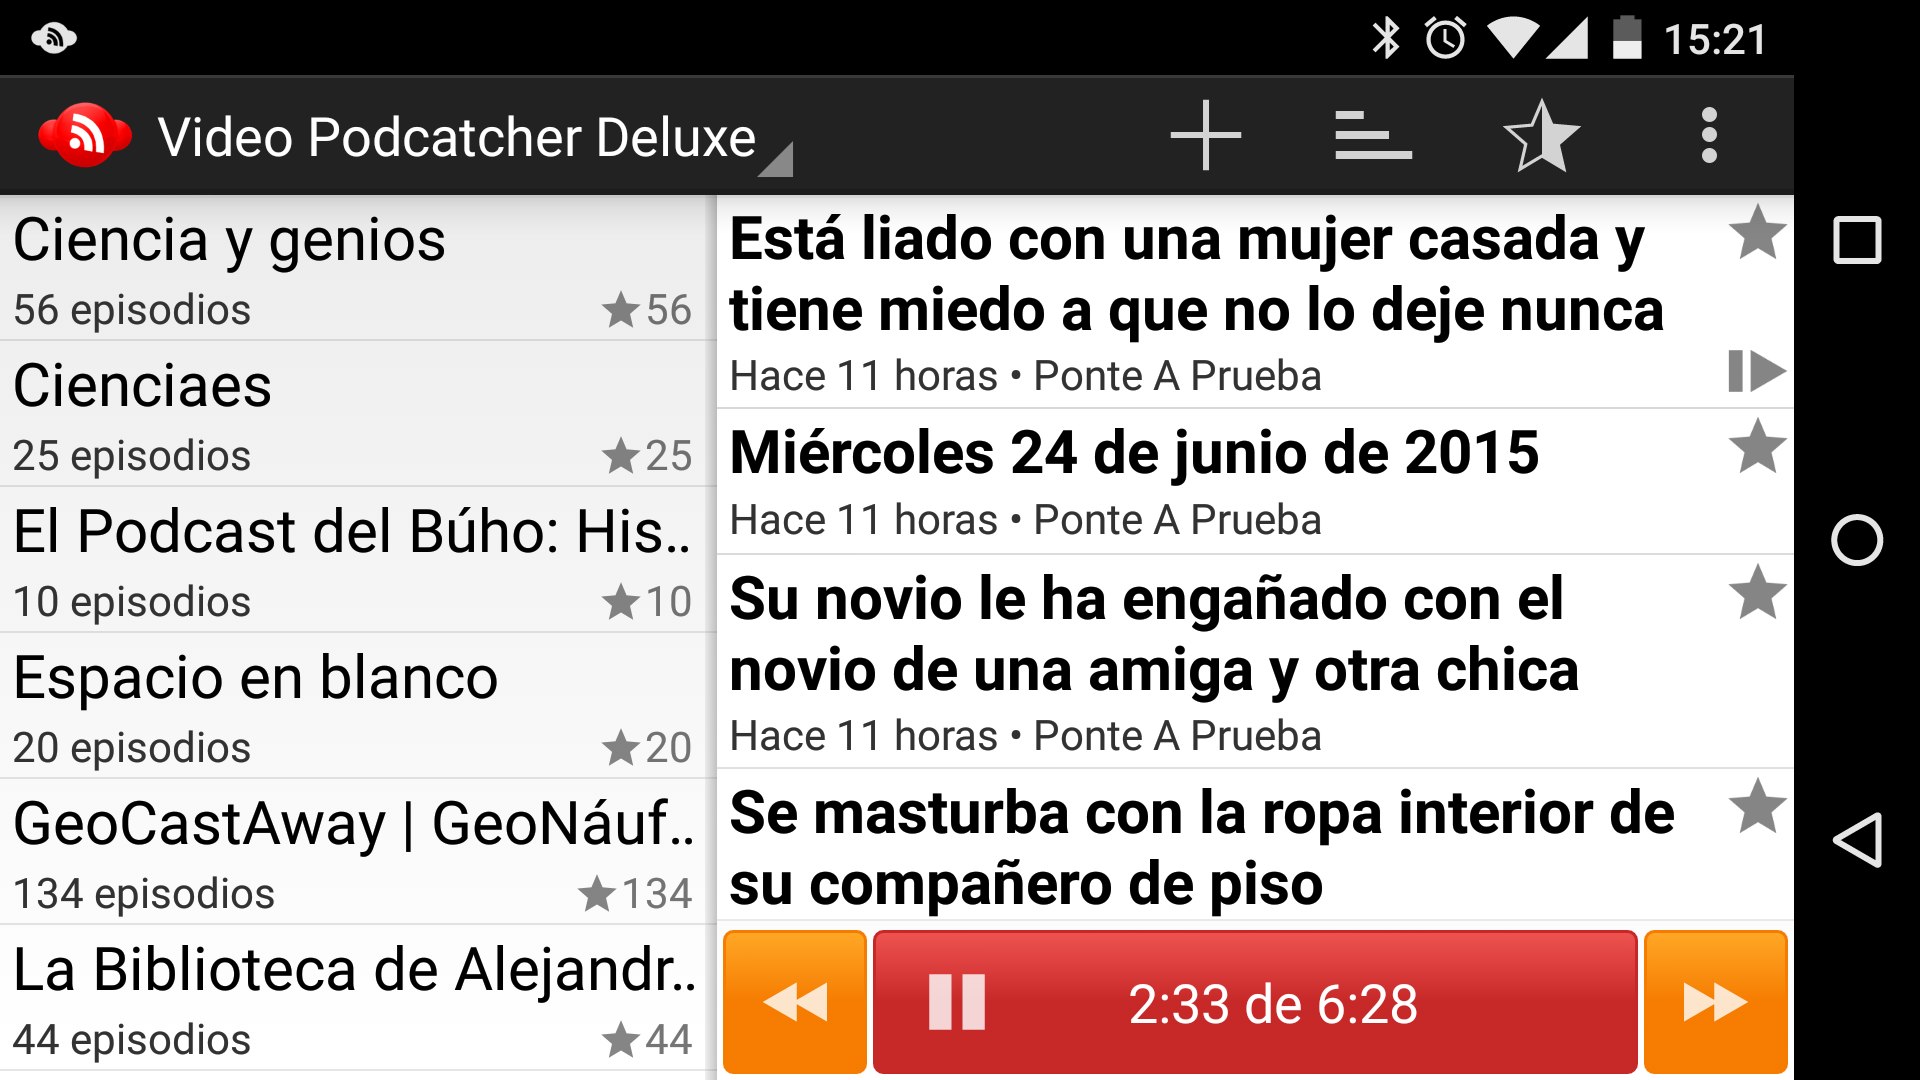 15:21
Video Podcatcher Deluxe
Ciencia y genios
56 episodios
56
Cienciaes
25 episodios
25
El Podcast del Búho: His..
10 episodios
10
Espacio en blanco
20 episodios
20
GeoCastAway | GeoNáuf..
134 episodios
134
La Biblioteca de Alejandr..
44 episodios
44
Está liado con una mujer casada y
tiene miedo a que no lo deje nunca
Hace 11 horas • Ponte A Prueba
Miércoles 24 de junio de 2015
Hace 11 horas • Ponte A Prueba
Su novio le ha engañado con el
novio de una amiga y otra chica
Hace 11 horas • Ponte A Prueba
Se masturba con la ropa interior de
su compañero de piso
2:33 de 6:28